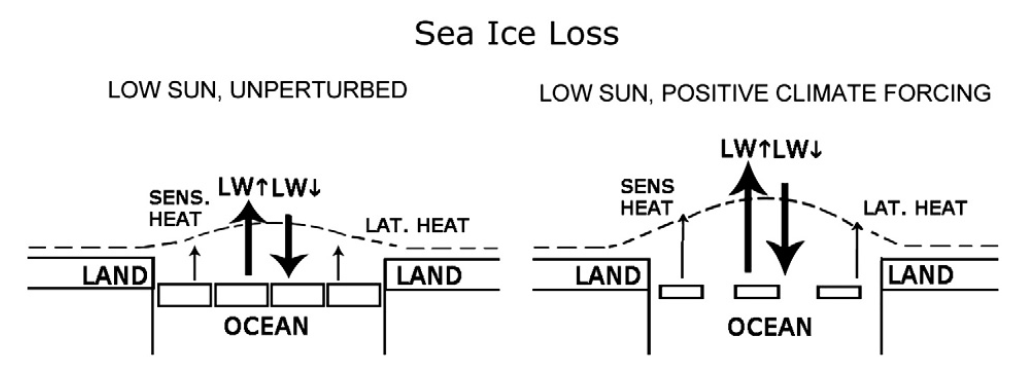 Sea Ice Loss
LOW SUN, UNPERTURBED
SENS.
HEAT
LW↑LW↓
LAT. HEAT
LAND
LAND
OCEAN
LOW SUN, POSITIVE CLIMATE FORCING
LW↑LW↓
SENS
HEAT
LAT. HEAT
LAND
LAND
OCEAN